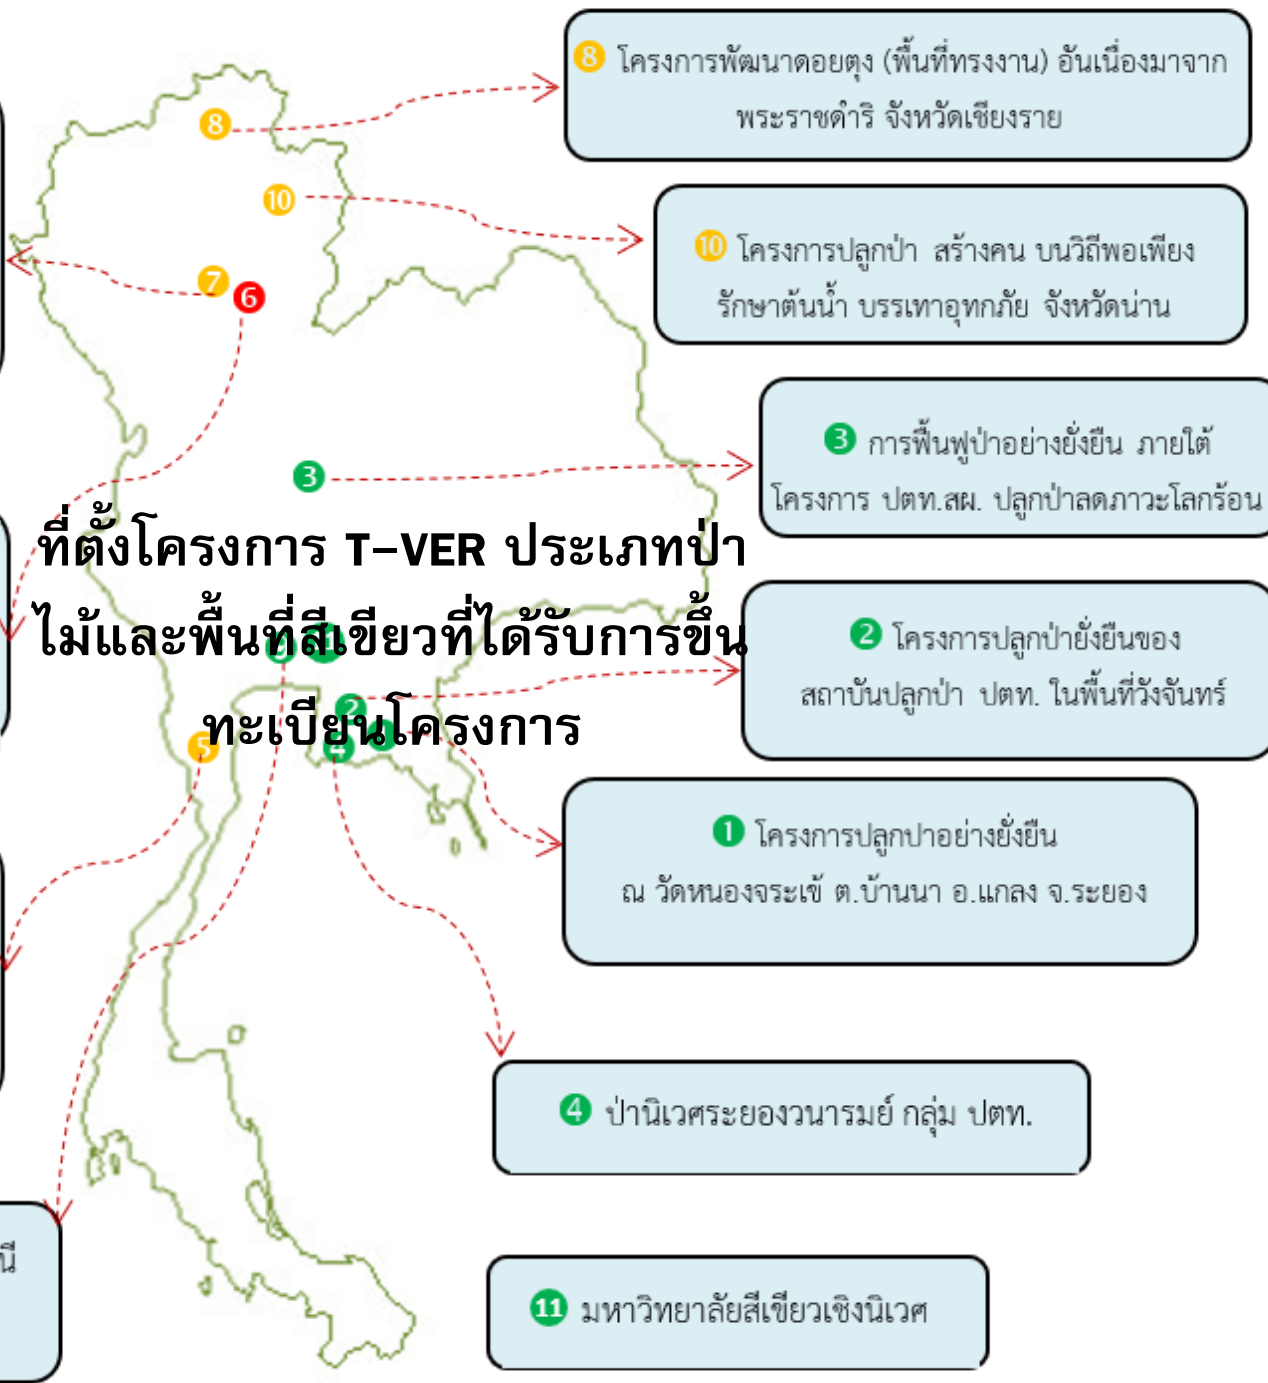 8 โครงการพัฒนาดอยตุง (พื้นที่ทรงงาน) อันเนื่องมาจาก
พระราชดำริ จังหวัดเชียงราย
8
10
10 โครงการปลูกป่า สร้างคน บนวิถีพอเพียง
รักษาต้นน้ำ บรรเทาอุทกภัย จังหวัดน่าน
7
6
3 การฟื้นฟูป่าอย่างยั่งยืน ภายใต้
โครงการ ปตท.สผ. ปลูกป่าลดภาวะโลกร้อน
3
ที่ตั้งโครงการ T-VER ประเภทป่า
ไม้และพื้นที่สีเขียวที่ได้รับการขึ้น
ทะเบียนโครงการ
2 โครงการปลูกป่ายั่งยืนของ
สถาบันปลูกป่า ปตท. ในพื้นที่วังจันทร์
2
4
5
1 โครงการปลูกปาอย่างยั่งยืน
ณ วัดหนองจระเข้ ต.บ้านนา อ.แกลง จ.ระยอง
4 ป่านิเวศระยองวนารมย์ กลุ่ม ปตท.
นี
11 มหาวิทยาลัยสีเขียวเชิงนิเวศ